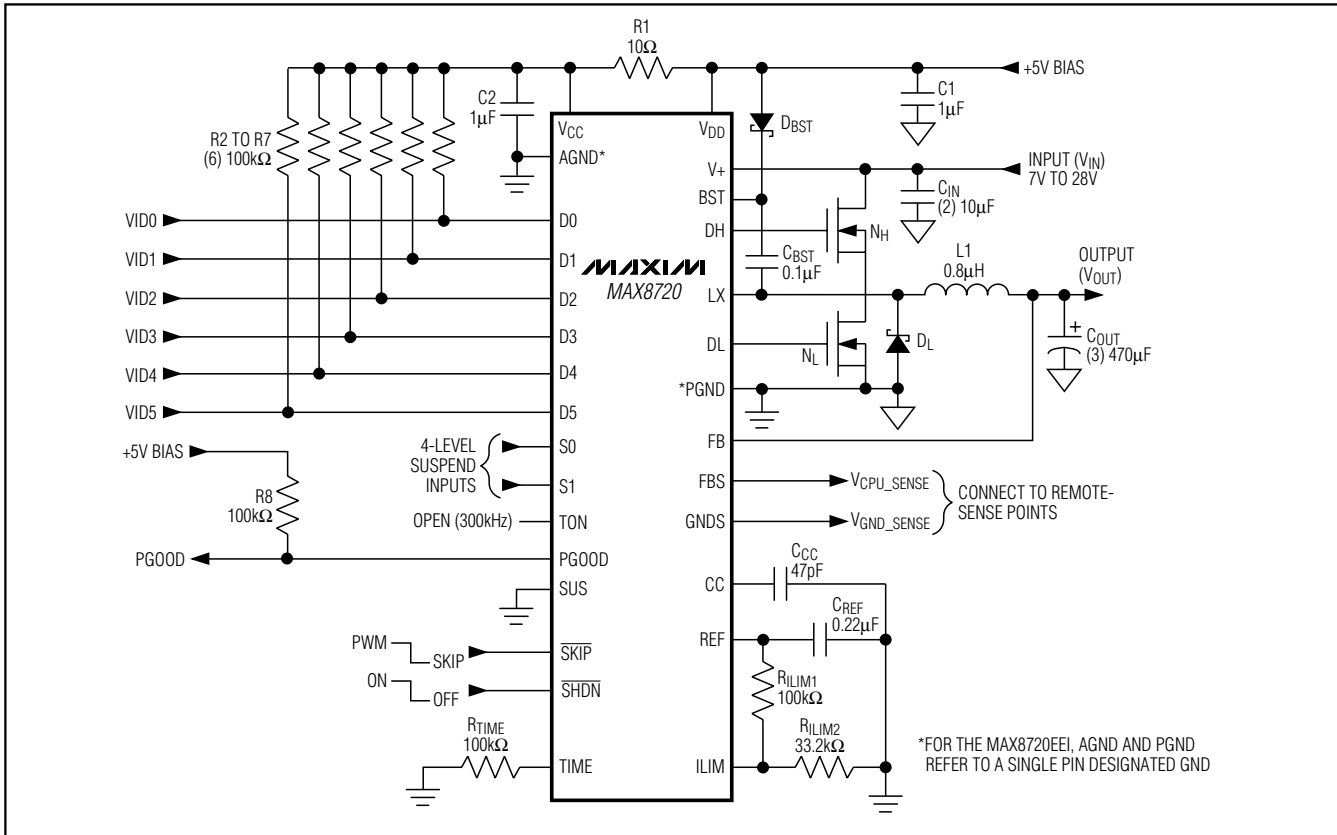 R1
10Ω
+5V BIAS
C2
1µF
C1
1µF
R2 TO R7
(6) 100kΩ
VCC
VDD
DBST
AGND*
V+
INPUT (VIN)
7V TO 28V
BST
CIN
(2) 10µF
VID0
D0
DH
NH
VID1
D1
MAXIM
MAX8720
CBST
0.1µF
L1
0.8µH
OUTPUT
(VOUT)
VID2
D2
LX
VID3
D3
DL
NL
DL
+
COUT
(3) 470µF
VID4
D4
*PGND
VID5
D5
FB
+5V BIAS
4-LEVEL
SUSPEND
INPUTS
S0
S1
FBS
VCPU_SENSE
GNDS
VGND_SENSE
CONNECT TO REMOTE-
SENSE POINTS
R8
100kΩ
OPEN (300kHz)
TON
PGOOD
PGOOD
CC
CCC
47pF
SUS
REF
CREF
0.22µF
PWM
SKIP
SKIP
ON
OFF
SHDN
RILIM1
100kΩ
RTIME
100kΩ
TIME
ILIM
RILIM2
33.2kΩ
*FOR THE MAX8720EEI, AGND AND PGND
REFER TO A SINGLE PIN DESIGNATED GND